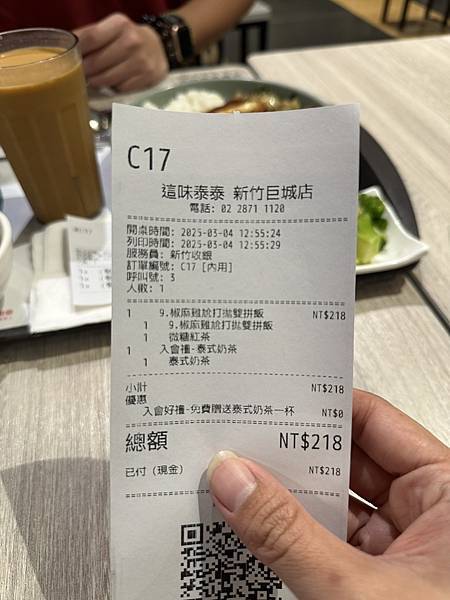 C17
這味泰泰 新竹巨城店
電話: 02 2871 1120
開桌時間: 2025-03-04 12:55:24
列印時間: 2025-03-04 12:55:29
服務員: 新竹收銀
訂單編號: C17 [內用]
呼叫號: 3
人數: 1
1 9.椒麻雞尬打拋雙拼飯 NT$218
1 9.椒麻雞尬打拋雙拼飯
1 微糖紅茶
1 入會禮-泰式奶茶
1 泰式奶茶
小計 NT$218
優惠
入會好禮-免費贈送泰式奶茶一杯 NT$0
總額 NT$218
已付 (現金) NT$218